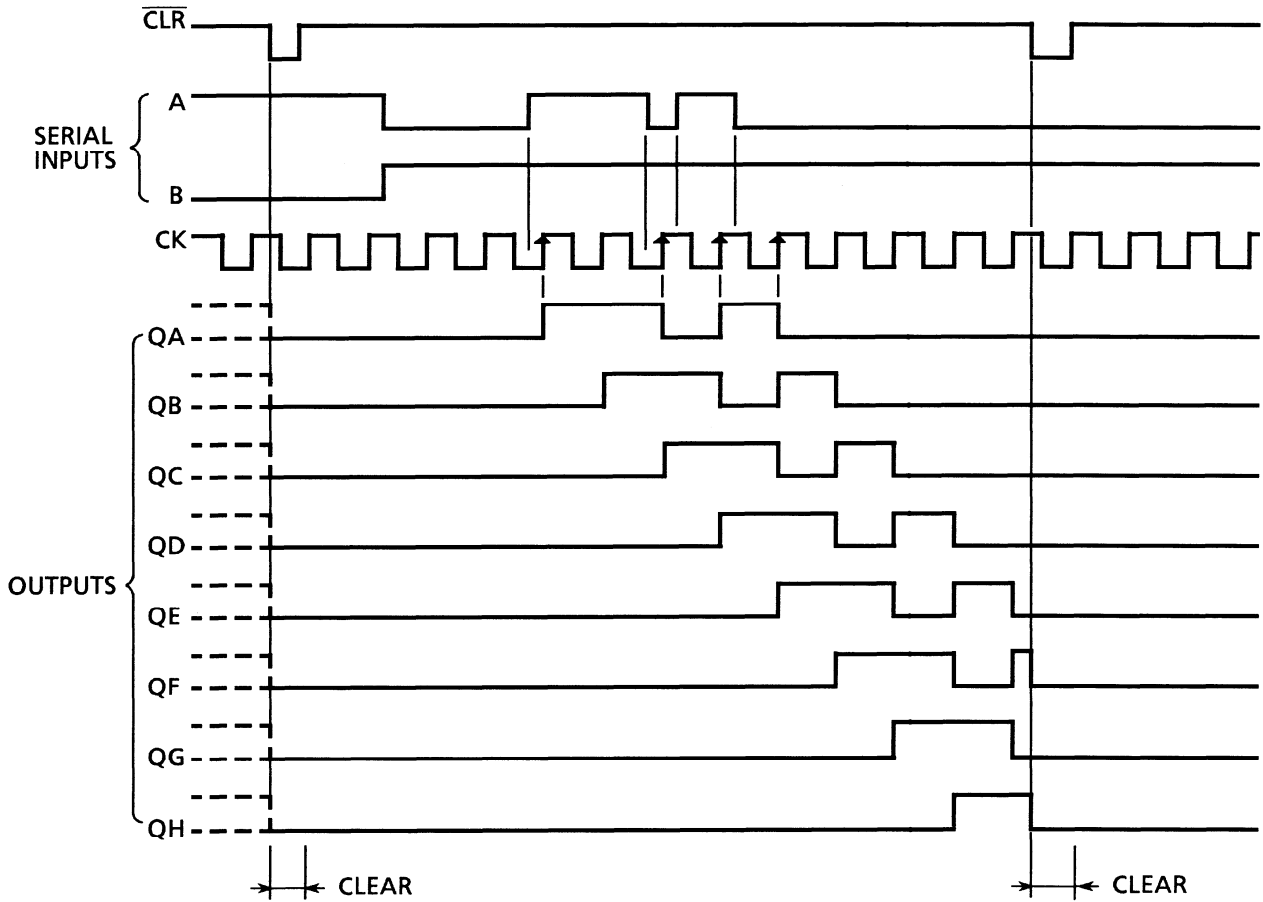 CLR
A
SERIAL
INPUTS
B
CK
QA
QB
QC
QD
OUTPUTS
QE
QF
QG
QH
CLEAR CLEAR